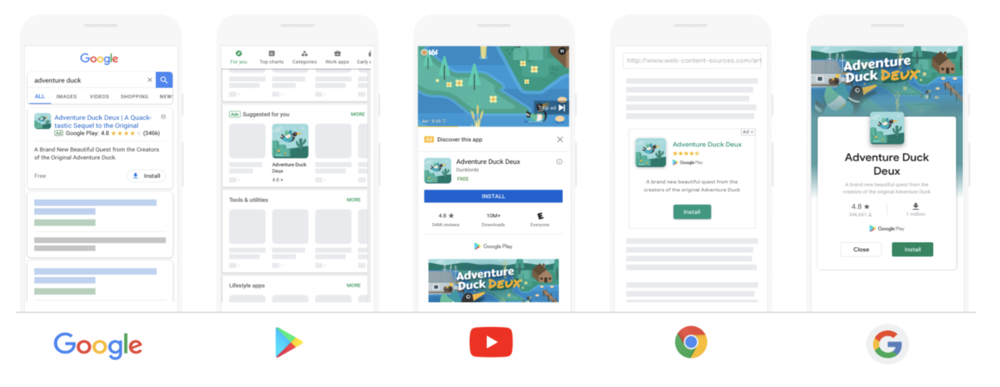 Google
adventure duck
ALL IMAGES VIDEOS SHOPPING NEWS
Adventure Duck Deux | A Quack-
tastic Sequel to the Original
Ad Google Play: 4.8 (346k)
A Brand New Beautiful Quest from the Creators
of the Original Adventure Duck.
Free Install
For you Top charts Categories Work apps Early a
Ads Suggested for you MORE
Adventure Duck
Deux
4.8 ★
Tools & utilities MORE
Lifestyle apps MORE
161
Skip ad
Ad • 0:05
Ad Discover this app
Adventure Duck Deux
Ducklords
FREE
INSTALL
4.8 ★ 10M+ E
346K reviews Downloads Everyone
Google Play
Adventure
Duck DEUX
http://www.web-content-sources.com/art
Ad
Adventure Duck Deux
Google Play
A brand new beautiful quest from the
creators of the original Adventure Duck
Install
Adventure
Duck DEUX
Adventure Duck
Deux
A brand new beautiful quest from the
creators of the original Adventure Duck
4.8 ★
346,661 1 million
Google Play
Close Install
Google
G